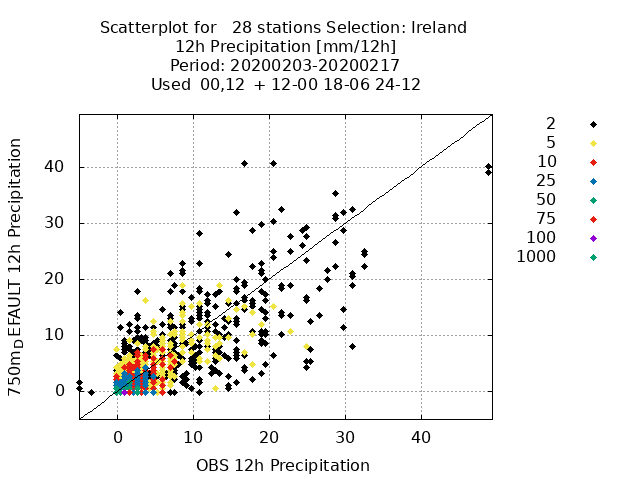 Scatterplot for   28 stations Selection: Ireland
12h Precipitation [mm/12h]
Period: 20200203-20200217
Used  00,12  + 12-00 18-06 24-12
750m_DEFAULT 12h Precipitation
40
30
20
10
0
0 10 20 30 40
OBS 12h Precipitation
2
5
10
25
50
75
100
1000